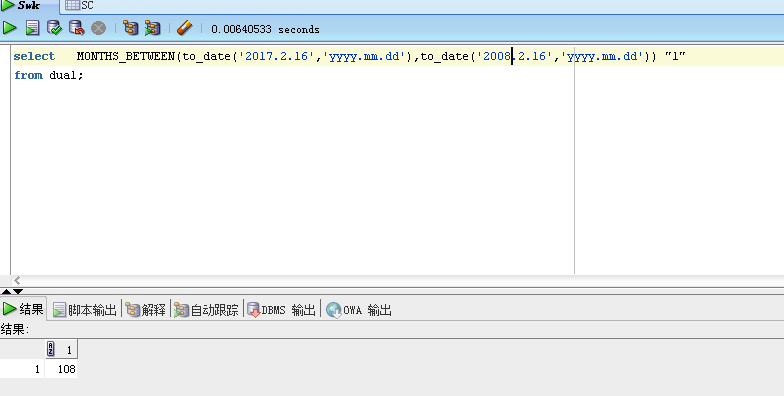 Swk SC
0.00640533 seconds
select MONTHS_BETWEEN(to_date('2017.2.16','yyyy.mm.dd'),to_date('2008.2.16','yyyy.mm.dd')) "1"
from dual;
结果 脚本输出 解释 自动跟踪 DBMS 输出 OWA 输出
结果:
1
1 108